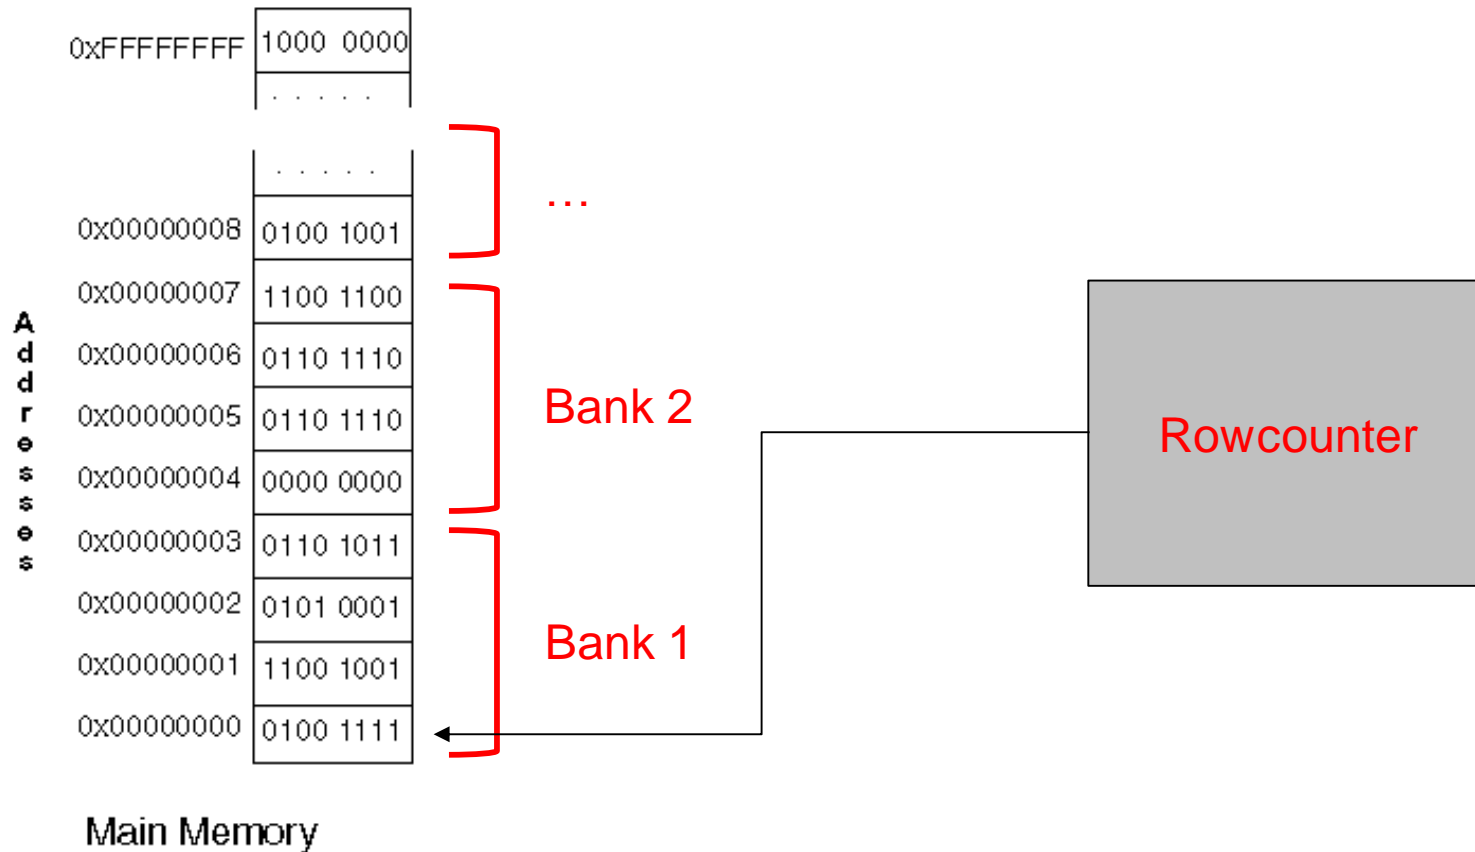 0xFFFFFFFF 1000 0000
. . . . .
. . . . .
…
0x00000008 0100 1001
0x00000007 1100 1100
0x00000006 0110 1110
Bank 2
0x00000005 0110 1110
0x00000004 0000 0000
0x00000003 0110 1011
0x00000002 0101 0001
Bank 1
0x00000001 1100 1001
0x00000000 0100 1111
Addresses
Rowcounter
Main Memory